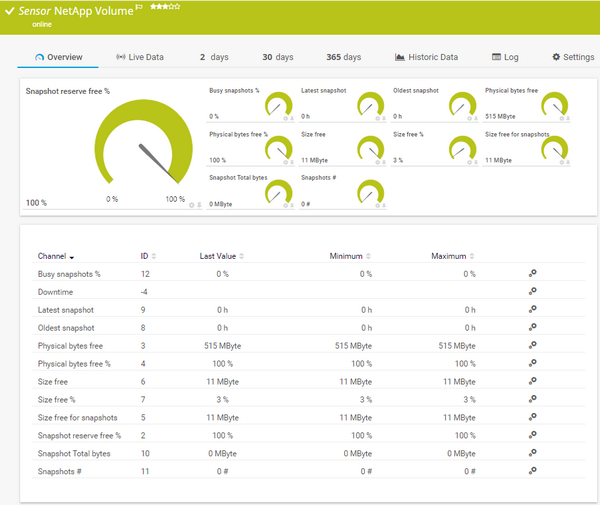 Sensor NetApp Volume
online
Overview Live Data 2 days 30 days 365 days Historic Data Log Settings
Snapshot reserve free %
100 %
0 %
100 %
Busy snapshots %
0 %
Latest snapshot
0 h
Oldest snapshot
0 h
Physical bytes free
515 MByte
Physical bytes free %
100 %
Size free
11 MByte
Size free %
3 %
Size free for snapshots
11 MByte
Snapshot Total bytes
0 MByte
Snapshots #
0 #
Channel ID Last Value Minimum Maximum
Busy snapshots % 12 0 % 0 % 0 %
Downtime -4
Latest snapshot 9 0 h 0 h 0 h
Oldest snapshot 8 0 h 0 h 0 h
Physical bytes free 3 515 MByte 515 MByte 515 MByte
Physical bytes free % 4 100 % 100 % 100 %
Size free 6 11 MByte 11 MByte 11 MByte
Size free % 7 3 % 3 % 3 %
Size free for snapshots 5 11 MByte 11 MByte 11 MByte
Snapshot reserve free % 2 100 % 100 % 100 %
Snapshot Total bytes 10 0 MByte 0 MByte 0 MByte
Snapshots # 11 0 # 0 # 0 #